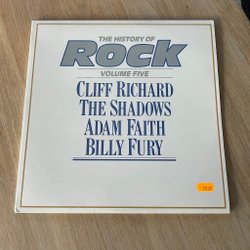 THE HISTORY OF
Rock
VOLUME FIVE
CLIFF RICHARD
THE SHADOWS
ADAM FAITH
BILLY FURY